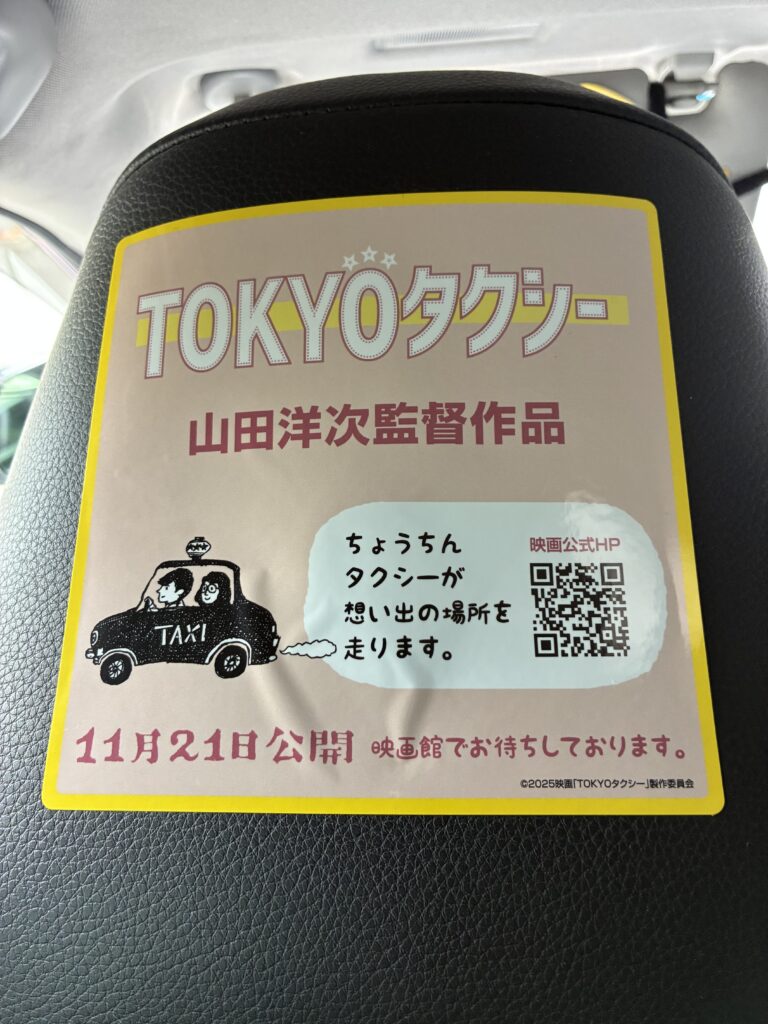 TOKYOタクシー
山田洋次監督作品
ちょうちん
タクシーが
想い出の場所を
走ります。
映画公式HP
TAXI
11月21日公開 映画館でお待ちしております。
©2025映画「TOKYOタクシー」製作委員会